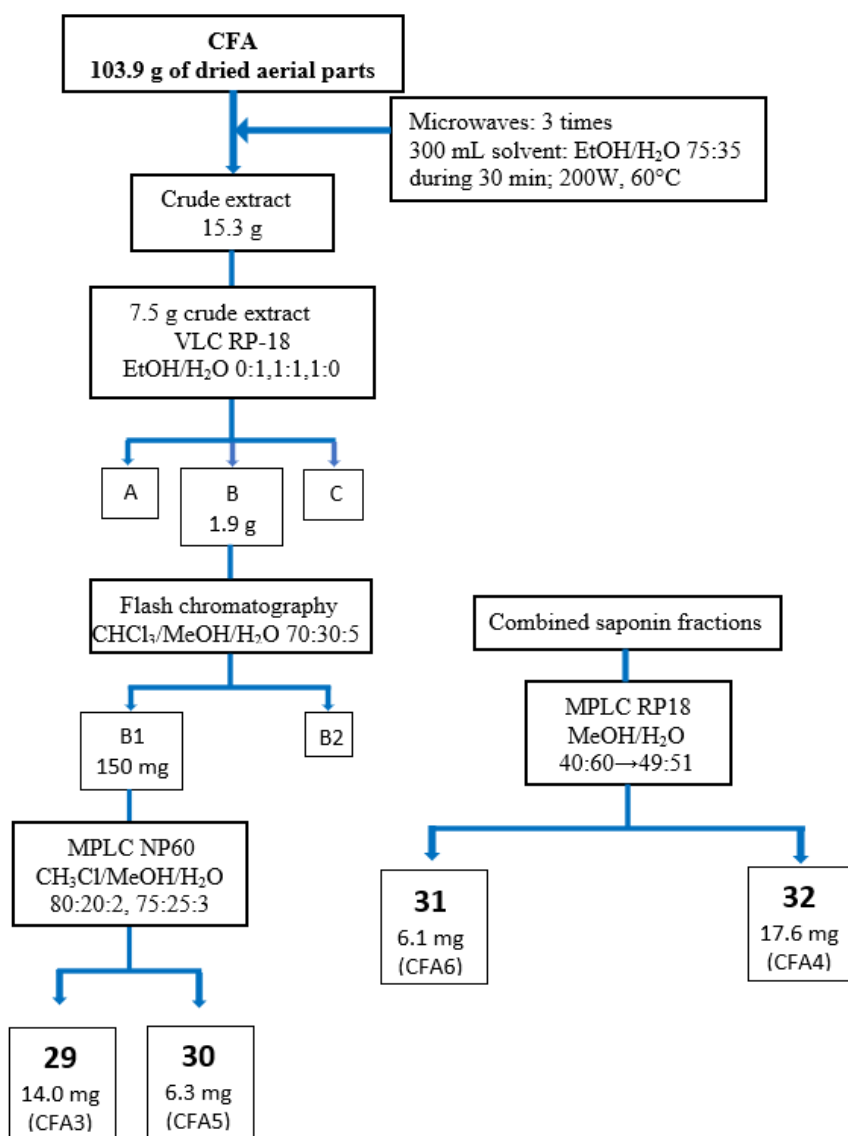 CFA
103.9 g of dried aerial parts
Microwaves: 3 times
300 mL solvent: EtOH/H₂O 75:35
during 30 min; 200W, 60°C
Crude extract
15.3 g
7.5 g crude extract
VLC RP-18
EtOH/H₂O 0:1,1:1,1:0
A
B
1.9 g
C
Flash chromatography
CHCl₃/MeOH/H₂O 70:30:5
B1
150 mg
B2
MPLC NP60
CH₃Cl/MeOH/H₂O
80:20:2, 75:25:3
29
14.0 mg
(CFA3)
30
6.3 mg
(CFA5)
Combined saponin fractions
MPLC RP18
MeOH/H₂O
40:60→49:51
31
6.1 mg
(CFA6)
32
17.6 mg
(CFA4)